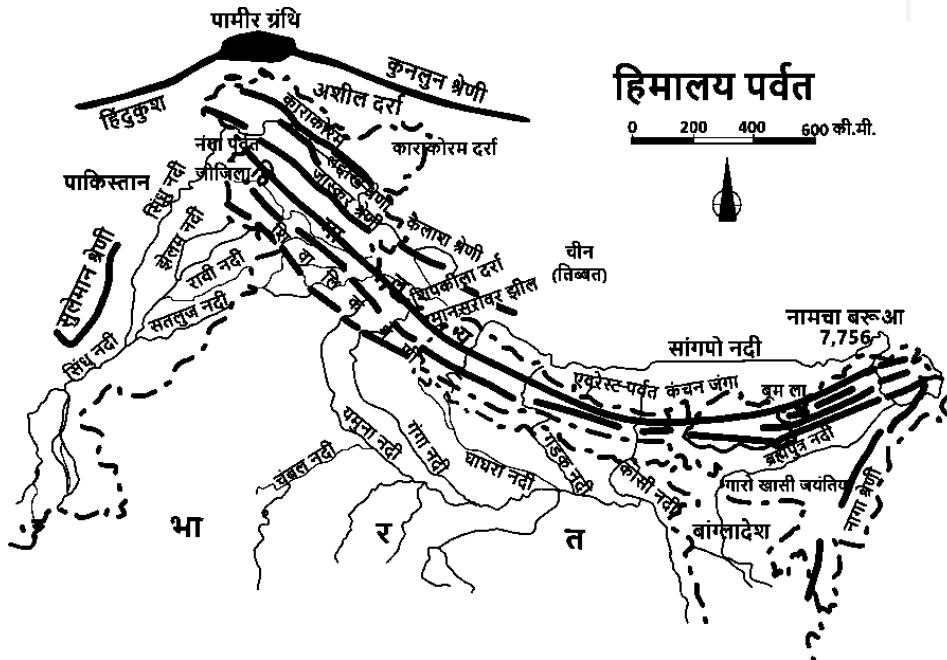 पामीर ग्रंथि
कुनलुन श्रेणी
हिंदुकुश
अशील दर्रा
हिमालय पर्वत
0 200 400 600 की.मी.
काराकोरम
काराकोरम दर्रा
नंगा पर्वत
जोजिला
लद्दाख श्रेणी
जास्कर श्रेणी
पाकिस्तान
सिंधु नदी
झेलम नदी
रावी नदी
सतलुज नदी
सुलेमान श्रेणी
सिंधु नदी
कैलाश श्रेणी
शिपकीला दर्रा
मानसरोवर झील
चीन
(तिब्बत)
नामचा बरूआ
7,756
सांगपो नदी
एवरेस्ट पर्वत
कंचन जंगा
बूम ला
ब्रह्मपुत्र नदी
यमुना नदी
गंगा नदी
चंबल नदी
घाघरा नदी
गंडक नदी
कोसी नदी
गारो खासी जयंतिय
नागा श्रेणी
बांग्लादेश
भा र त